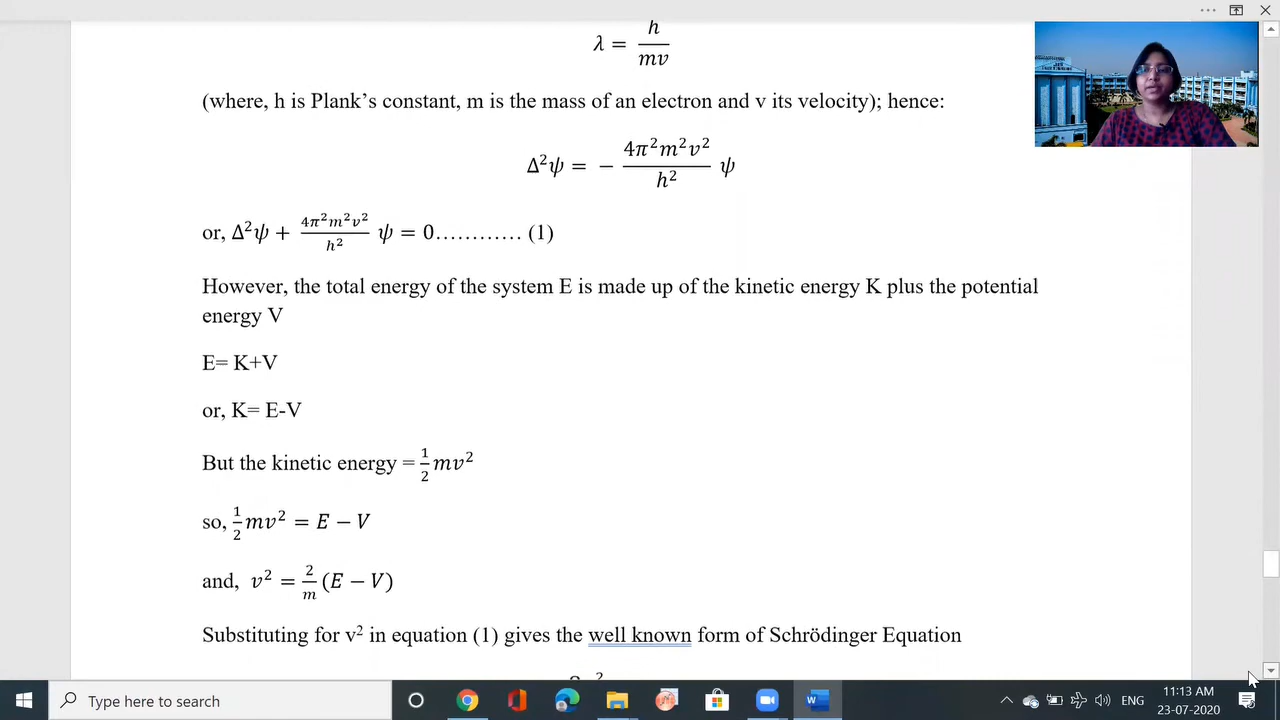 λ = h/mv
(where, h is Plank's constant, m is the mass of an electron and v its velocity); hence:
Δ²ψ = − 4π²m²v²/h² ψ
or, Δ²ψ + 4π²m²v²/h² ψ = 0............ (1)
However, the total energy of the system E is made up of the kinetic energy K plus the potential
energy V
E= K+V
or, K= E-V
But the kinetic energy = 1/2 mv²
so, 1/2 mv² = E − V
and, v² = 2/m (E − V)
Substituting for v² in equation (1) gives the well known form of Schrödinger Equation
Type here to search
ENG
11:13 AM
23-07-2020